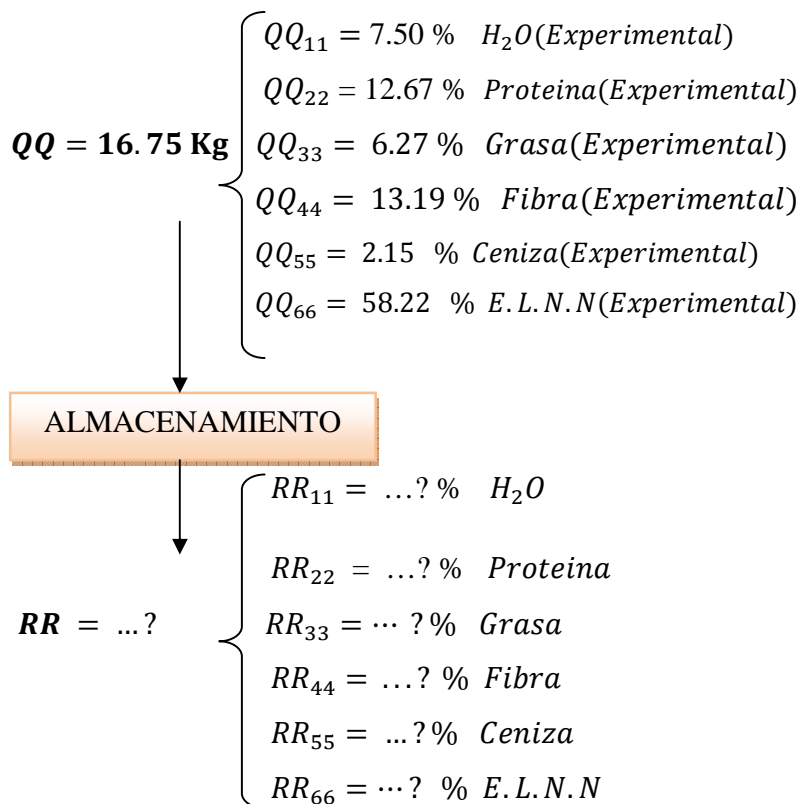 QQ₁₁ = 7.50 % H₂O(Experimental)
QQ₂₂ = 12.67 % Proteina(Experimental)
QQ = 16.75 Kg
QQ₃₃ = 6.27 % Grasa(Experimental)
QQ₄₄ = 13.19 % Fibra(Experimental)
QQ₅₅ = 2.15 % Ceniza(Experimental)
QQ₆₆ = 58.22 % E.L.N.N(Experimental)
ALMACENAMIENTO
RR₁₁ = …? % H₂O
RR₂₂ = …? % Proteina
RR = …?
RR₃₃ = ⋯ ? % Grasa
RR₄₄ = …? % Fibra
RR₅₅ = …? % Ceniza
RR₆₆ = ⋯ ? % E.L.N.N